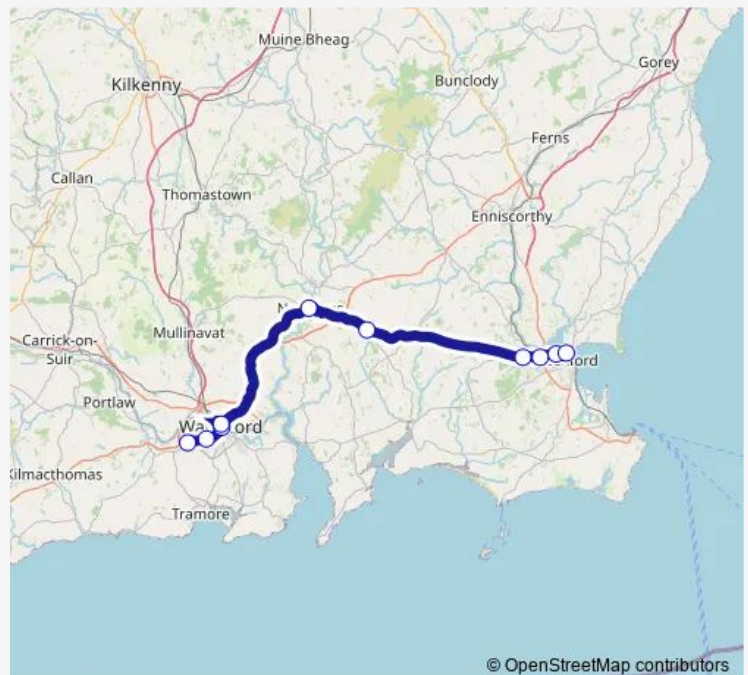 Muine Bheag
Gorey
Kilkenny
Bunclody
Ferns
Callan
Thomastown
Enniscorthy
Carrick-on-
Suir
Mullinavat
Portlaw
Kilmacthomas
Tramore
© OpenStreetMap contributors